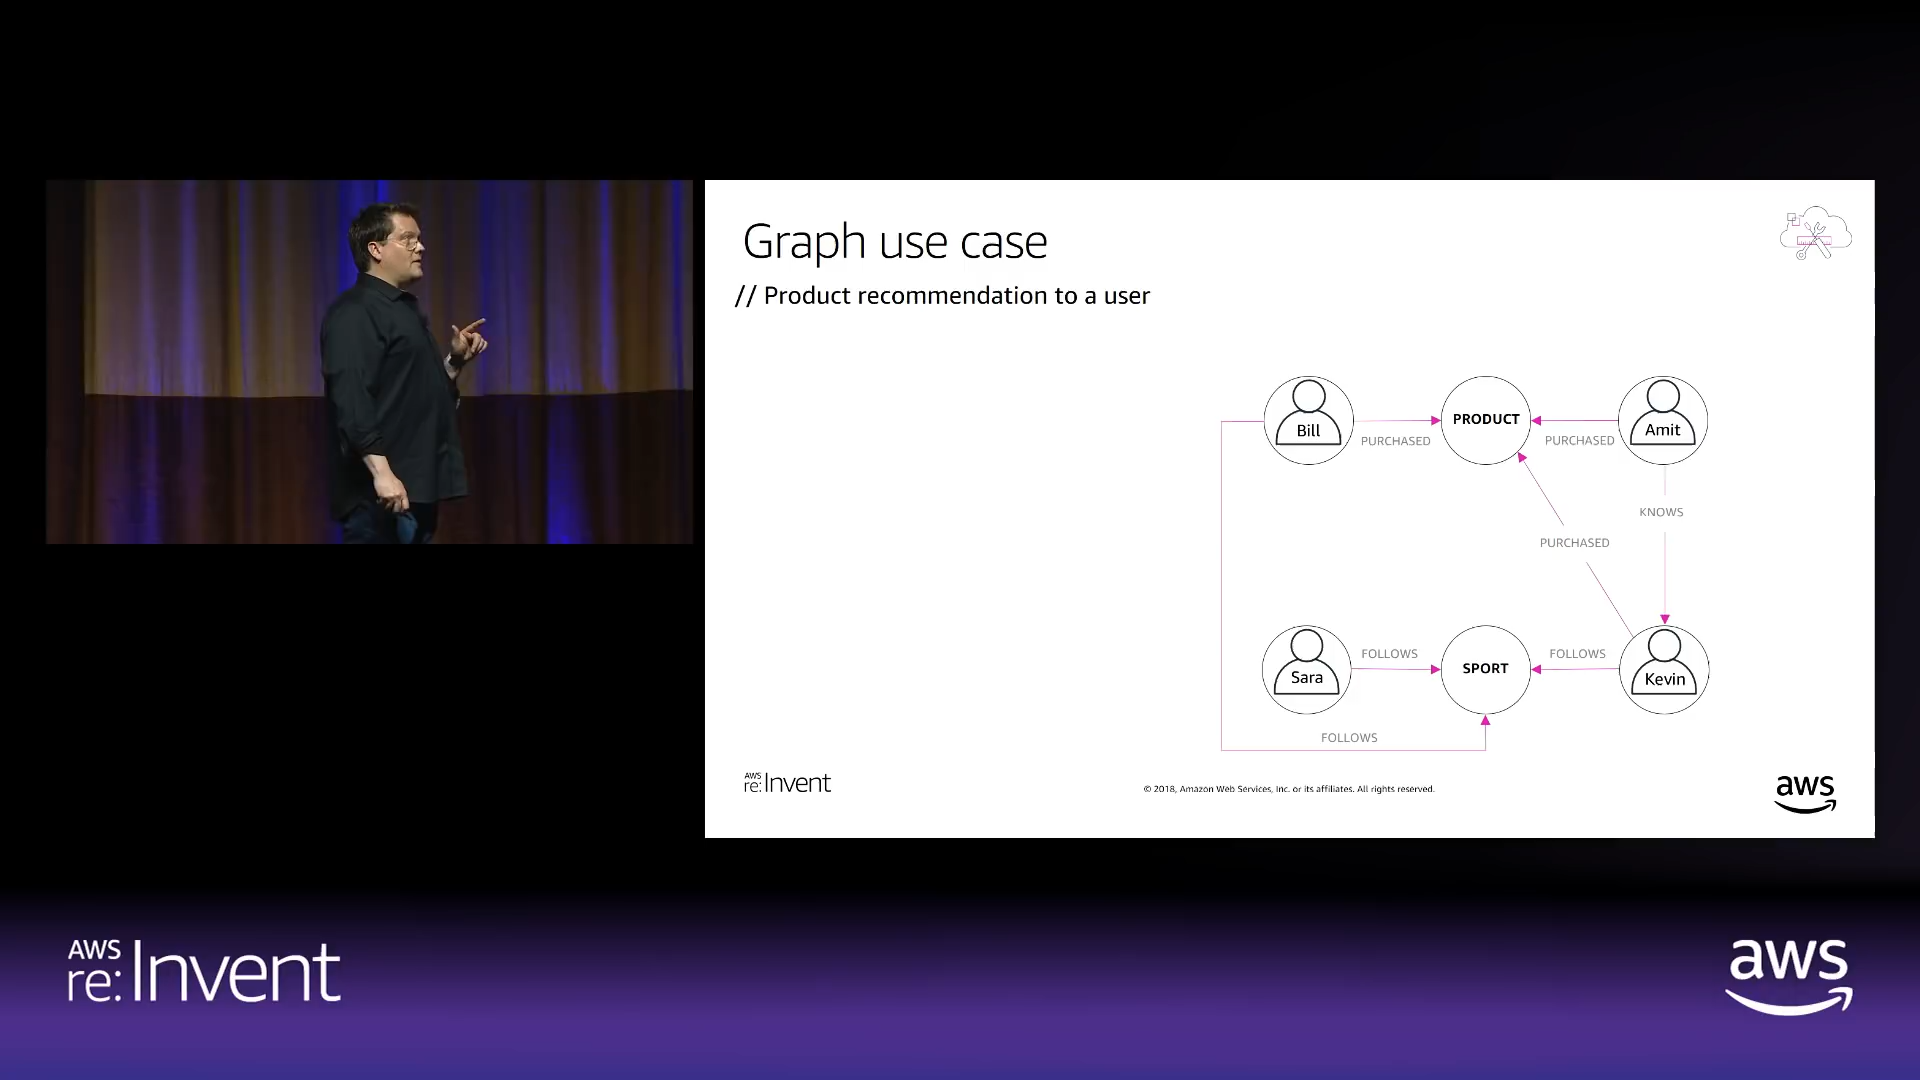 Graph use case
// Product recommendation to a user
Bill
PURCHASED
PRODUCT
PURCHASED
Amit
KNOWS
PURCHASED
Sara
FOLLOWS
SPORT
FOLLOWS
Kevin
FOLLOWS
AWS
re:Invent
© 2018, Amazon Web Services, Inc. or its affiliates. All rights reserved.
aws
AWS
re:Invent
aws